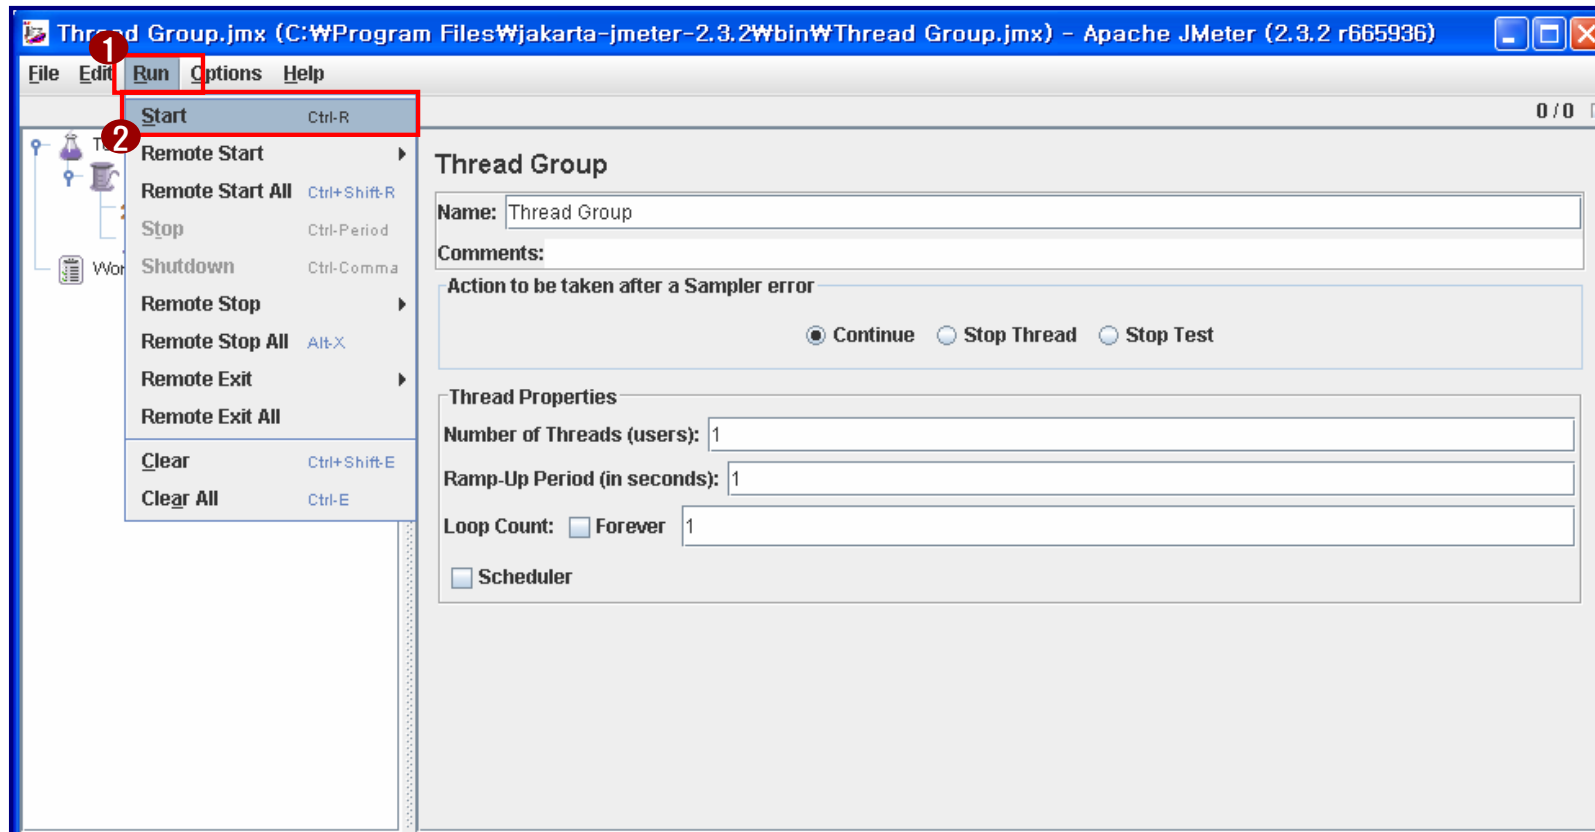 Thread Group.jmx (C:₩Program Files₩jakarta-jmeter-2.3.2₩bin₩Thread Group.jmx) - Apache JMeter (2.3.2 r665936)
1
File Edit Run Options Help
Start Ctrl-R
0 / 0
2
Remote Start
Remote Start All Ctrl+Shift-R
Stop Ctrl-Period
Shutdown Ctrl-Comma
Remote Stop
Remote Stop All Alt-X
Remote Exit
Remote Exit All
Clear Ctrl+Shift-E
Clear All Ctrl-E
Thread Group
Name: Thread Group
Comments:
Action to be taken after a Sampler error
Continue Stop Thread Stop Test
Thread Properties
Number of Threads (users): 1
Ramp-Up Period (in seconds): 1
Loop Count: Forever 1
Scheduler